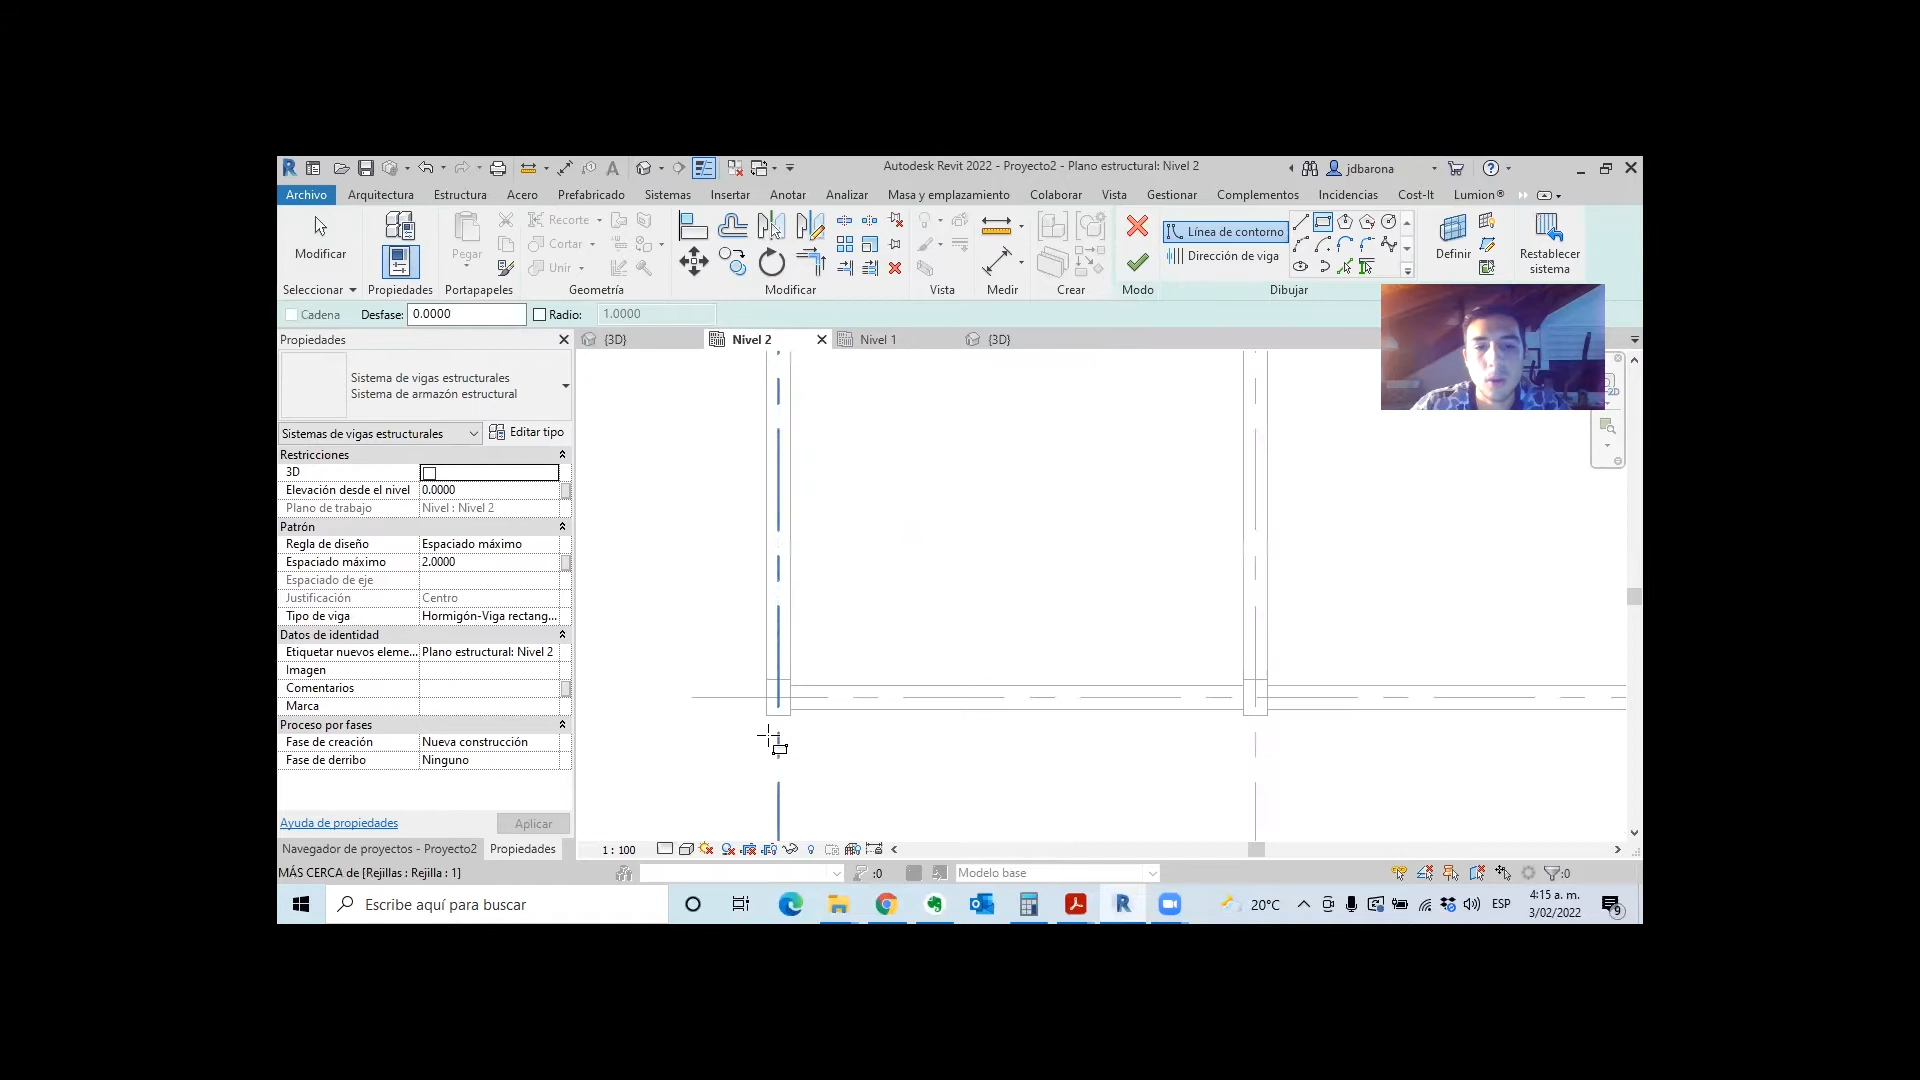 Autodesk Revit 2022 - Proyecto2 - Plano estructural: Nivel 2
jdbarona
Archivo Arquitectura Estructura Acero Prefabricado Sistemas Insertar Anotar Analizar Masa y emplazamiento Colaborar Vista Gestionar Complementos Incidencias Cost-It Lumion®
Modificar
Pegar
Recorte
Cortar
Unir
Línea de contorno
Dirección de viga
Definir
Restablecer
sistema
Seleccionar Propiedades Portapapeles Geometría Modificar Vista Medir Crear Modo Dibujar
Cadena Desfase: 0.0000 Radio: 1.0000
Propiedades
{3D} Nivel 2 Nivel 1 {3D}
Sistema de vigas estructurales
Sistema de armazón estructural
Sistemas de vigas estructurales Editar tipo
Restricciones
3D
Elevación desde el nivel 0.0000
Plano de trabajo Nivel : Nivel 2
Patrón
Regla de diseño Espaciado máximo
Espaciado máximo 2.0000
Espaciado de eje
Justificación Centro
Tipo de viga Hormigón-Viga rectang...
Datos de identidad
Etiquetar nuevos eleme... Plano estructural: Nivel 2
Imagen
Comentarios
Marca
Proceso por fases
Fase de creación Nueva construcción
Fase de derribo Ninguno
Ayuda de propiedades Aplicar
Navegador de proyectos - Proyecto2 Propiedades
1 : 100
MÁS CERCA de [Rejillas : Rejilla : 1]
:0
Modelo base
:0
Escribe aquí para buscar
20°C
ESP
4:15 a. m.
3/02/2022
9